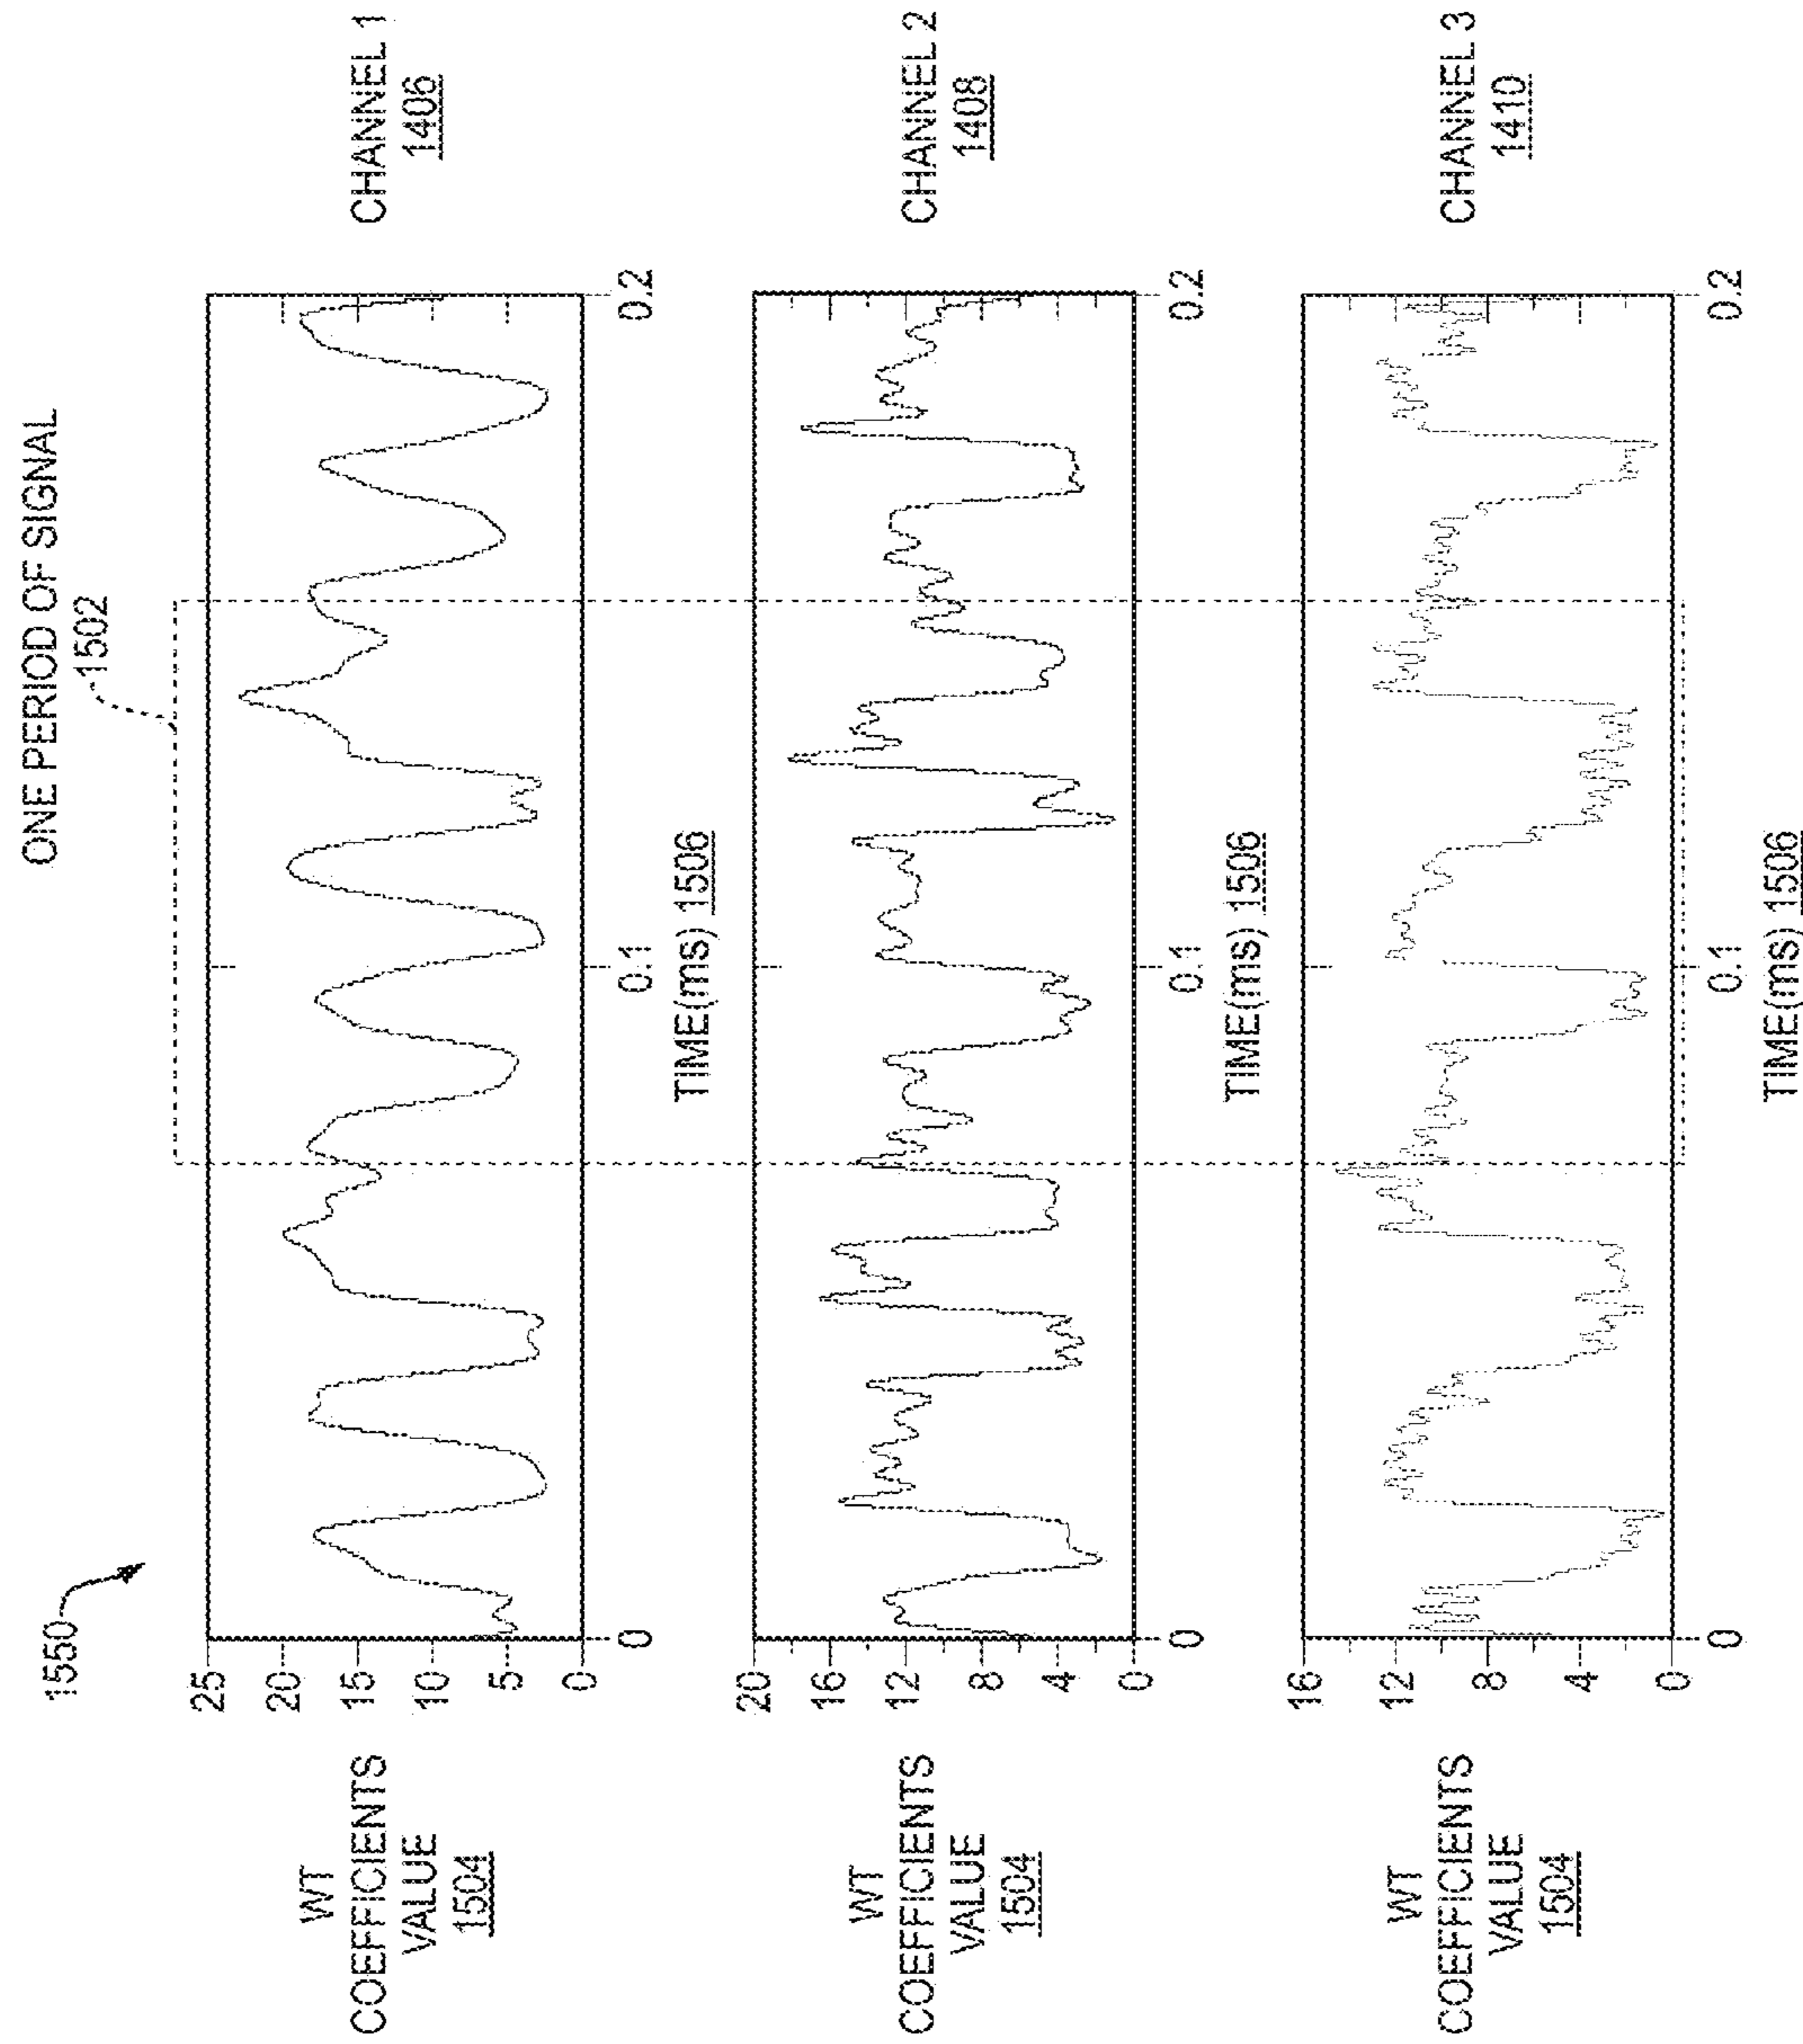 1550
ONE PERIOD OF SIGNAL
1502
WT
COEFFICIENTS
VALUE
1504
25
20
15
10
5
0
0
0.1
0.2
TIME(ms) 1506
CHANNEL 1
1406
WT
COEFFICIENTS
VALUE
1504
20
16
12
8
4
0
0
0.1
0.2
TIME(ms) 1506
CHANNEL 2
1408
WT
COEFFICIENTS
VALUE
1504
16
12
8
4
0
0
0.1
0.2
TIME(ms) 1506
CHANNEL 3
1410